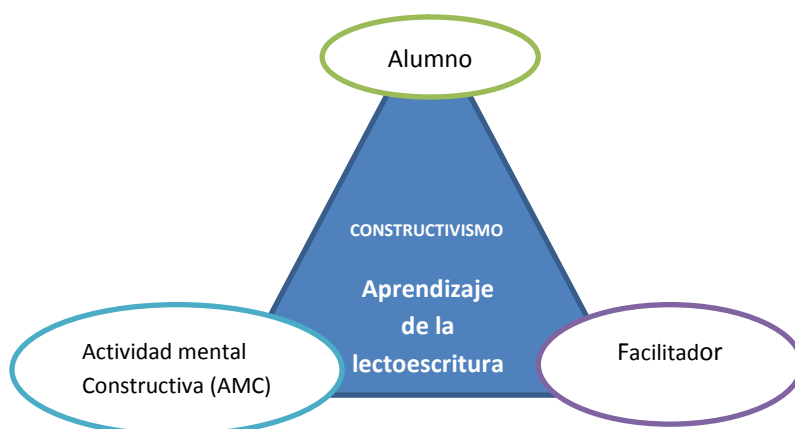 Alumno
CONSTRUCTIVISMO
Aprendizaje
de la
lectoescritura
Actividad mental
Constructiva (AMC)
Facilitador